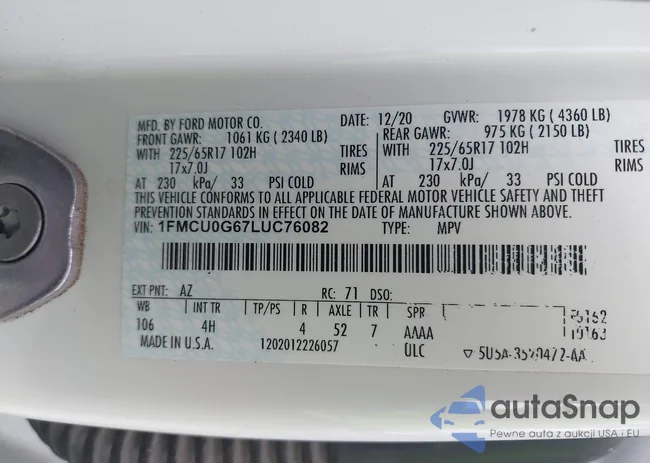 MFD. BY FORD MOTOR CO. DATE: 12/20 GVWR: 1978 KG ( 4360 LB)
FRONT GAWR: 1061 KG ( 2340 LB) REAR GAWR: 975 KG ( 2150 LB)
WITH 225/65R17 102H TIRES WITH 225/65R17 102H TIRES
17x7.0J RIMS 17x7.0J RIMS
AT 230 kPa/ 33 PSI COLD AT 230 kPa/ 33 PSI COLD
THIS VEHICLE CONFORMS TO ALL APPLICABLE FEDERAL MOTOR VEHICLE SAFETY AND THEFT
PREVENTION STANDARDS IN EFFECT ON THE DATE OF MANUFACTURE SHOWN ABOVE.
VIN: 1FMCU0G67LUC76082 TYPE: MPV
EXT PNT: AZ RC: 71 DSO:
WB INT TR TP/PS R AXLE TR SPR
106 4H 4 52 7 AAAA
MADE IN U.S.A. 1202012226057 ULC
autaSnap
Pewne auta z aukcji USA i EU